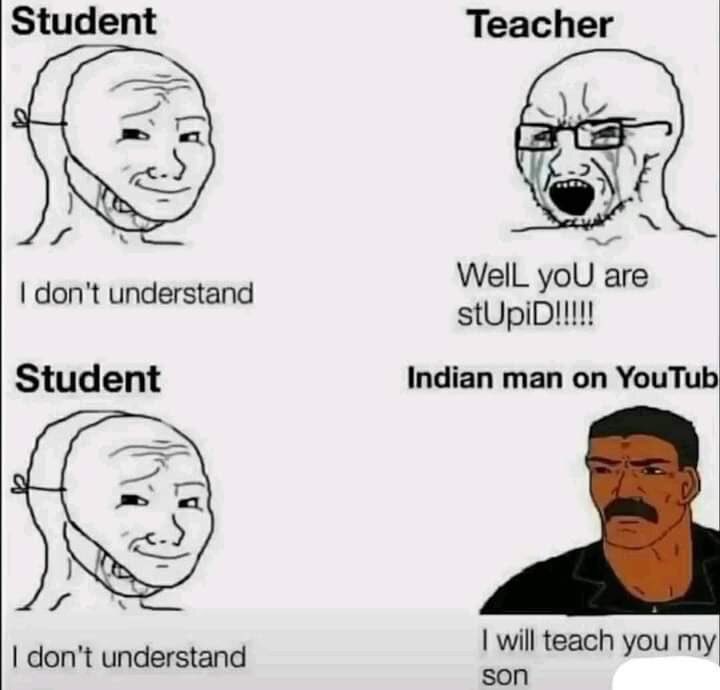 Student
Teacher
I don't understand
WelL yoU are
stUpiD!!!!!
Student
Indian man on YouTub
I don't understand
I will teach you my
son